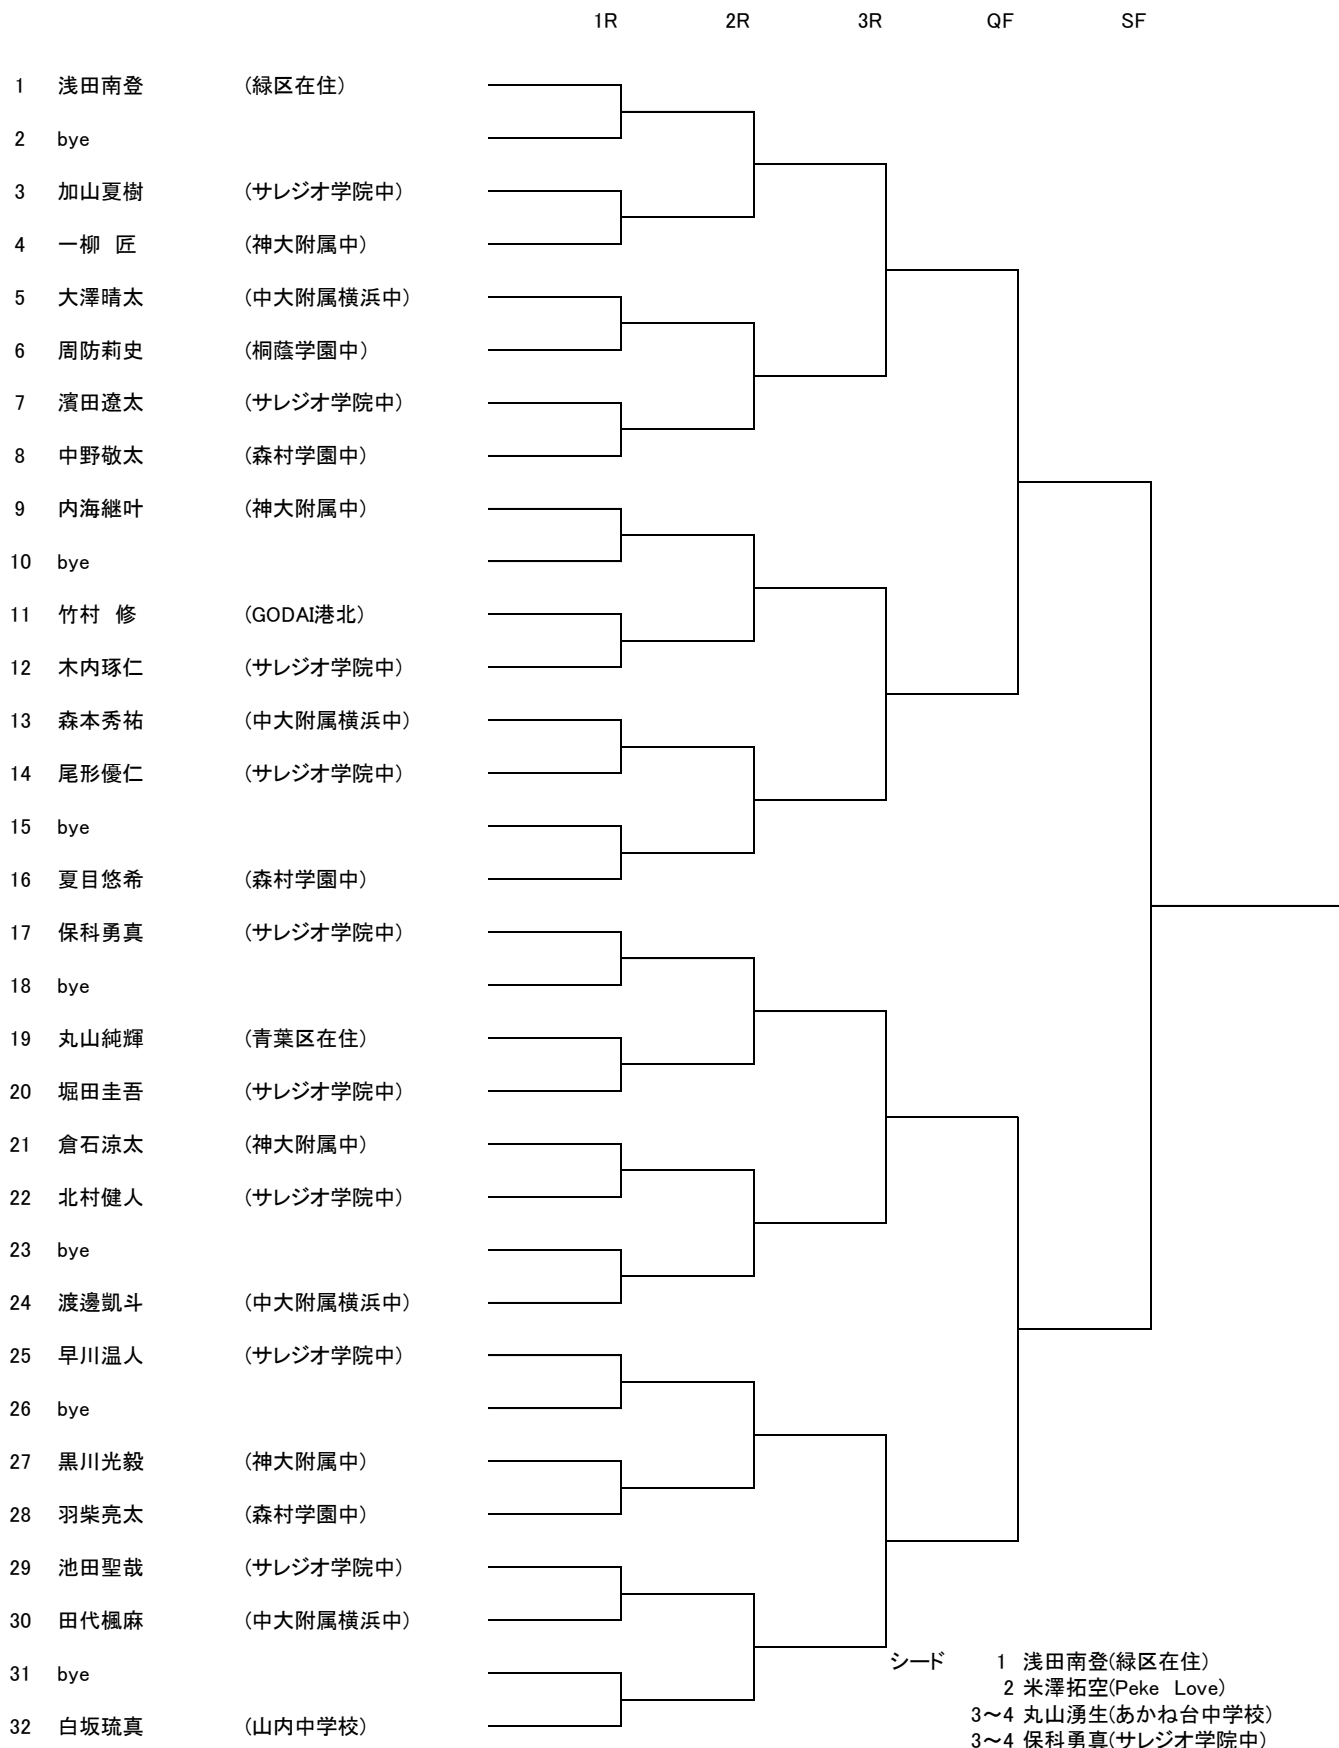 1R 2R 3R QF SF
1 浅田南登 (緑区在住)
2 bye
3 加山夏樹 (サレジオ学院中)
4 一柳　匠 (神大附属中)
5 大澤晴太 (中大附属横浜中)
6 周防莉史 (桐蔭学園中)
7 濱田遼太 (サレジオ学院中)
8 中野敬太 (森村学園中)
9 内海継叶 (神大附属中)
10 bye
11 竹村　修 (GODAI港北)
12 木内琢仁 (サレジオ学院中)
13 森本秀祐 (中大附属横浜中)
14 尾形優仁 (サレジオ学院中)
15 bye
16 夏目悠希 (森村学園中)
17 保科勇真 (サレジオ学院中)
18 bye
19 丸山純輝 (青葉区在住)
20 堀田圭吾 (サレジオ学院中)
21 倉石涼太 (神大附属中)
22 北村健人 (サレジオ学院中)
23 bye
24 渡邊凱斗 (中大附属横浜中)
25 早川温人 (サレジオ学院中)
26 bye
27 黒川光毅 (神大附属中)
28 羽柴亮太 (森村学園中)
29 池田聖哉 (サレジオ学院中)
30 田代楓麻 (中大附属横浜中)
31 bye
32 白坂琉真 (山内中学校)
シード 1 浅田南登(緑区在住)
2 米澤拓空(Peke　Love)
3～4 丸山湧生(あかね台中学校)
3～4 保科勇真(サレジオ学院中)